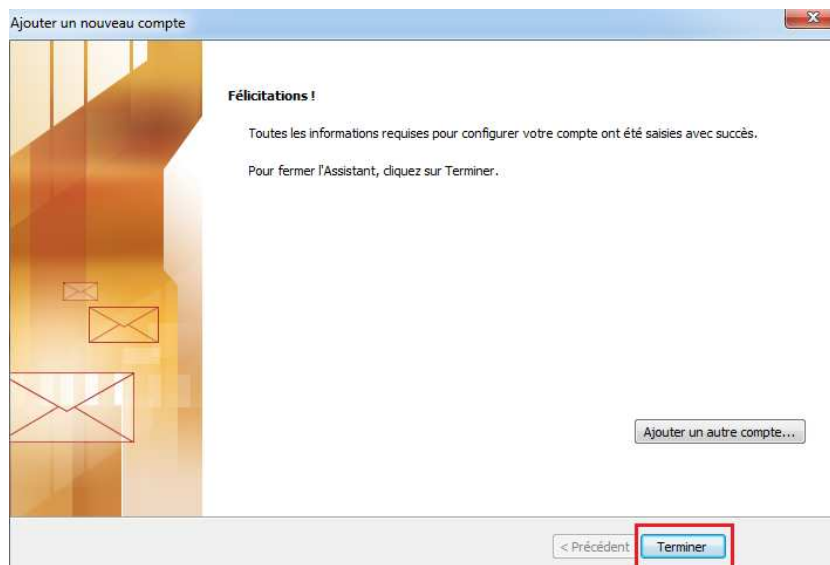 Ajouter un nouveau compte
Félicitations !
Toutes les informations requises pour configurer votre compte ont été saisies avec succès.
Pour fermer l'Assistant, cliquez sur Terminer.
Ajouter un autre compte...
< Précédent
Terminer